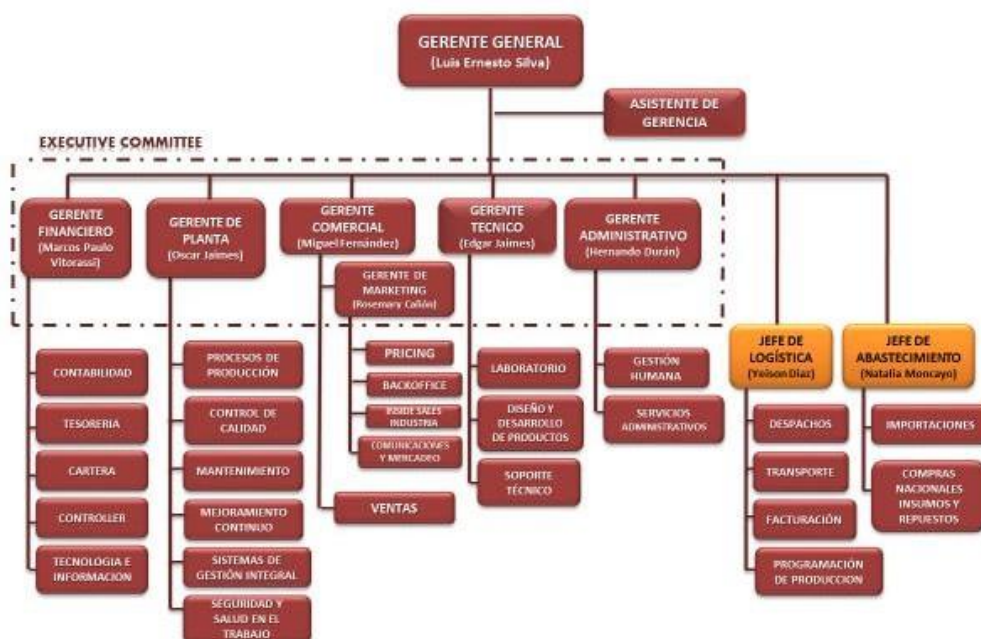 GERENTE GENERAL
(Luis Ernesto Silva)
ASISTENTE DE
GERENCIA
EXECUTIVE COMMITTEE
GERENTE
FINANCIERO
(Marcos Paulo
Vitorassi)
GERENTE DE
PLANTA
(Oscar Jaimes)
GERENTE
COMERCIAL
(Miguel Fernández)
GERENTE
TECNICO
(Edgar Jaimes)
GERENTE
ADMINISTRATIVO
(Hernando Durán)
GERENTE DE
MARKETING
(Rosemary Cañón)
JEFE DE
LOGÍSTICA
(Yeison Diaz)
JEFE DE
ABASTECIMIENTO
(Natalia Moncayo)
CONTABILIDAD
TESORERIA
CARTERA
CONTROLLER
TECNOLOGIA E
INFORMACION
PROCESOS DE
PRODUCCIÓN
CONTROL DE
CALIDAD
MANTENIMIENTO
MEJORAMIENTO
CONTINUO
SISTEMAS DE
GESTIÓN INTEGRAL
SEGURIDAD Y
SALUD EN EL
TRABAJO
PRICING
BACKOFFICE
INSIDE SALES
INDUSTRIA
COMUNICACIONES
Y MERCADEO
VENTAS
LABORATORIO
DISEÑO Y
DESARROLLO
DE PRODUCTOS
SOPORTE
TÉCNICO
GESTIÓN
HUMANA
SERVICIOS
ADMINISTRATIVOS
DESPACHOS
TRANSPORTE
FACTURACIÓN
PROGRAMACIÓN
DE PRODUCCION
IMPORTACIONES
COMPRAS
NACIONALES
INSUMOS Y
REPUESTOS